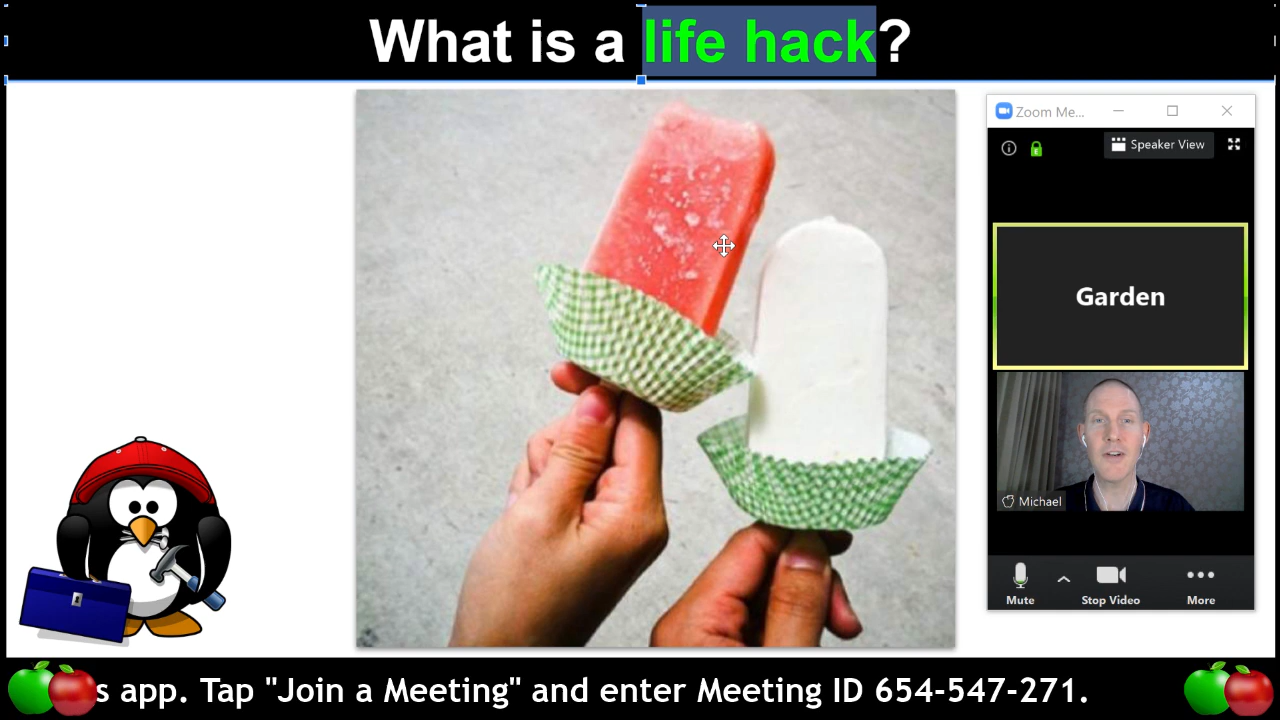 What is a life hack?
Zoom Me...
Speaker View
Garden
Michael
Mute
Stop Video
More
s app. Tap "Join a Meeting" and enter Meeting ID 654-547-271.